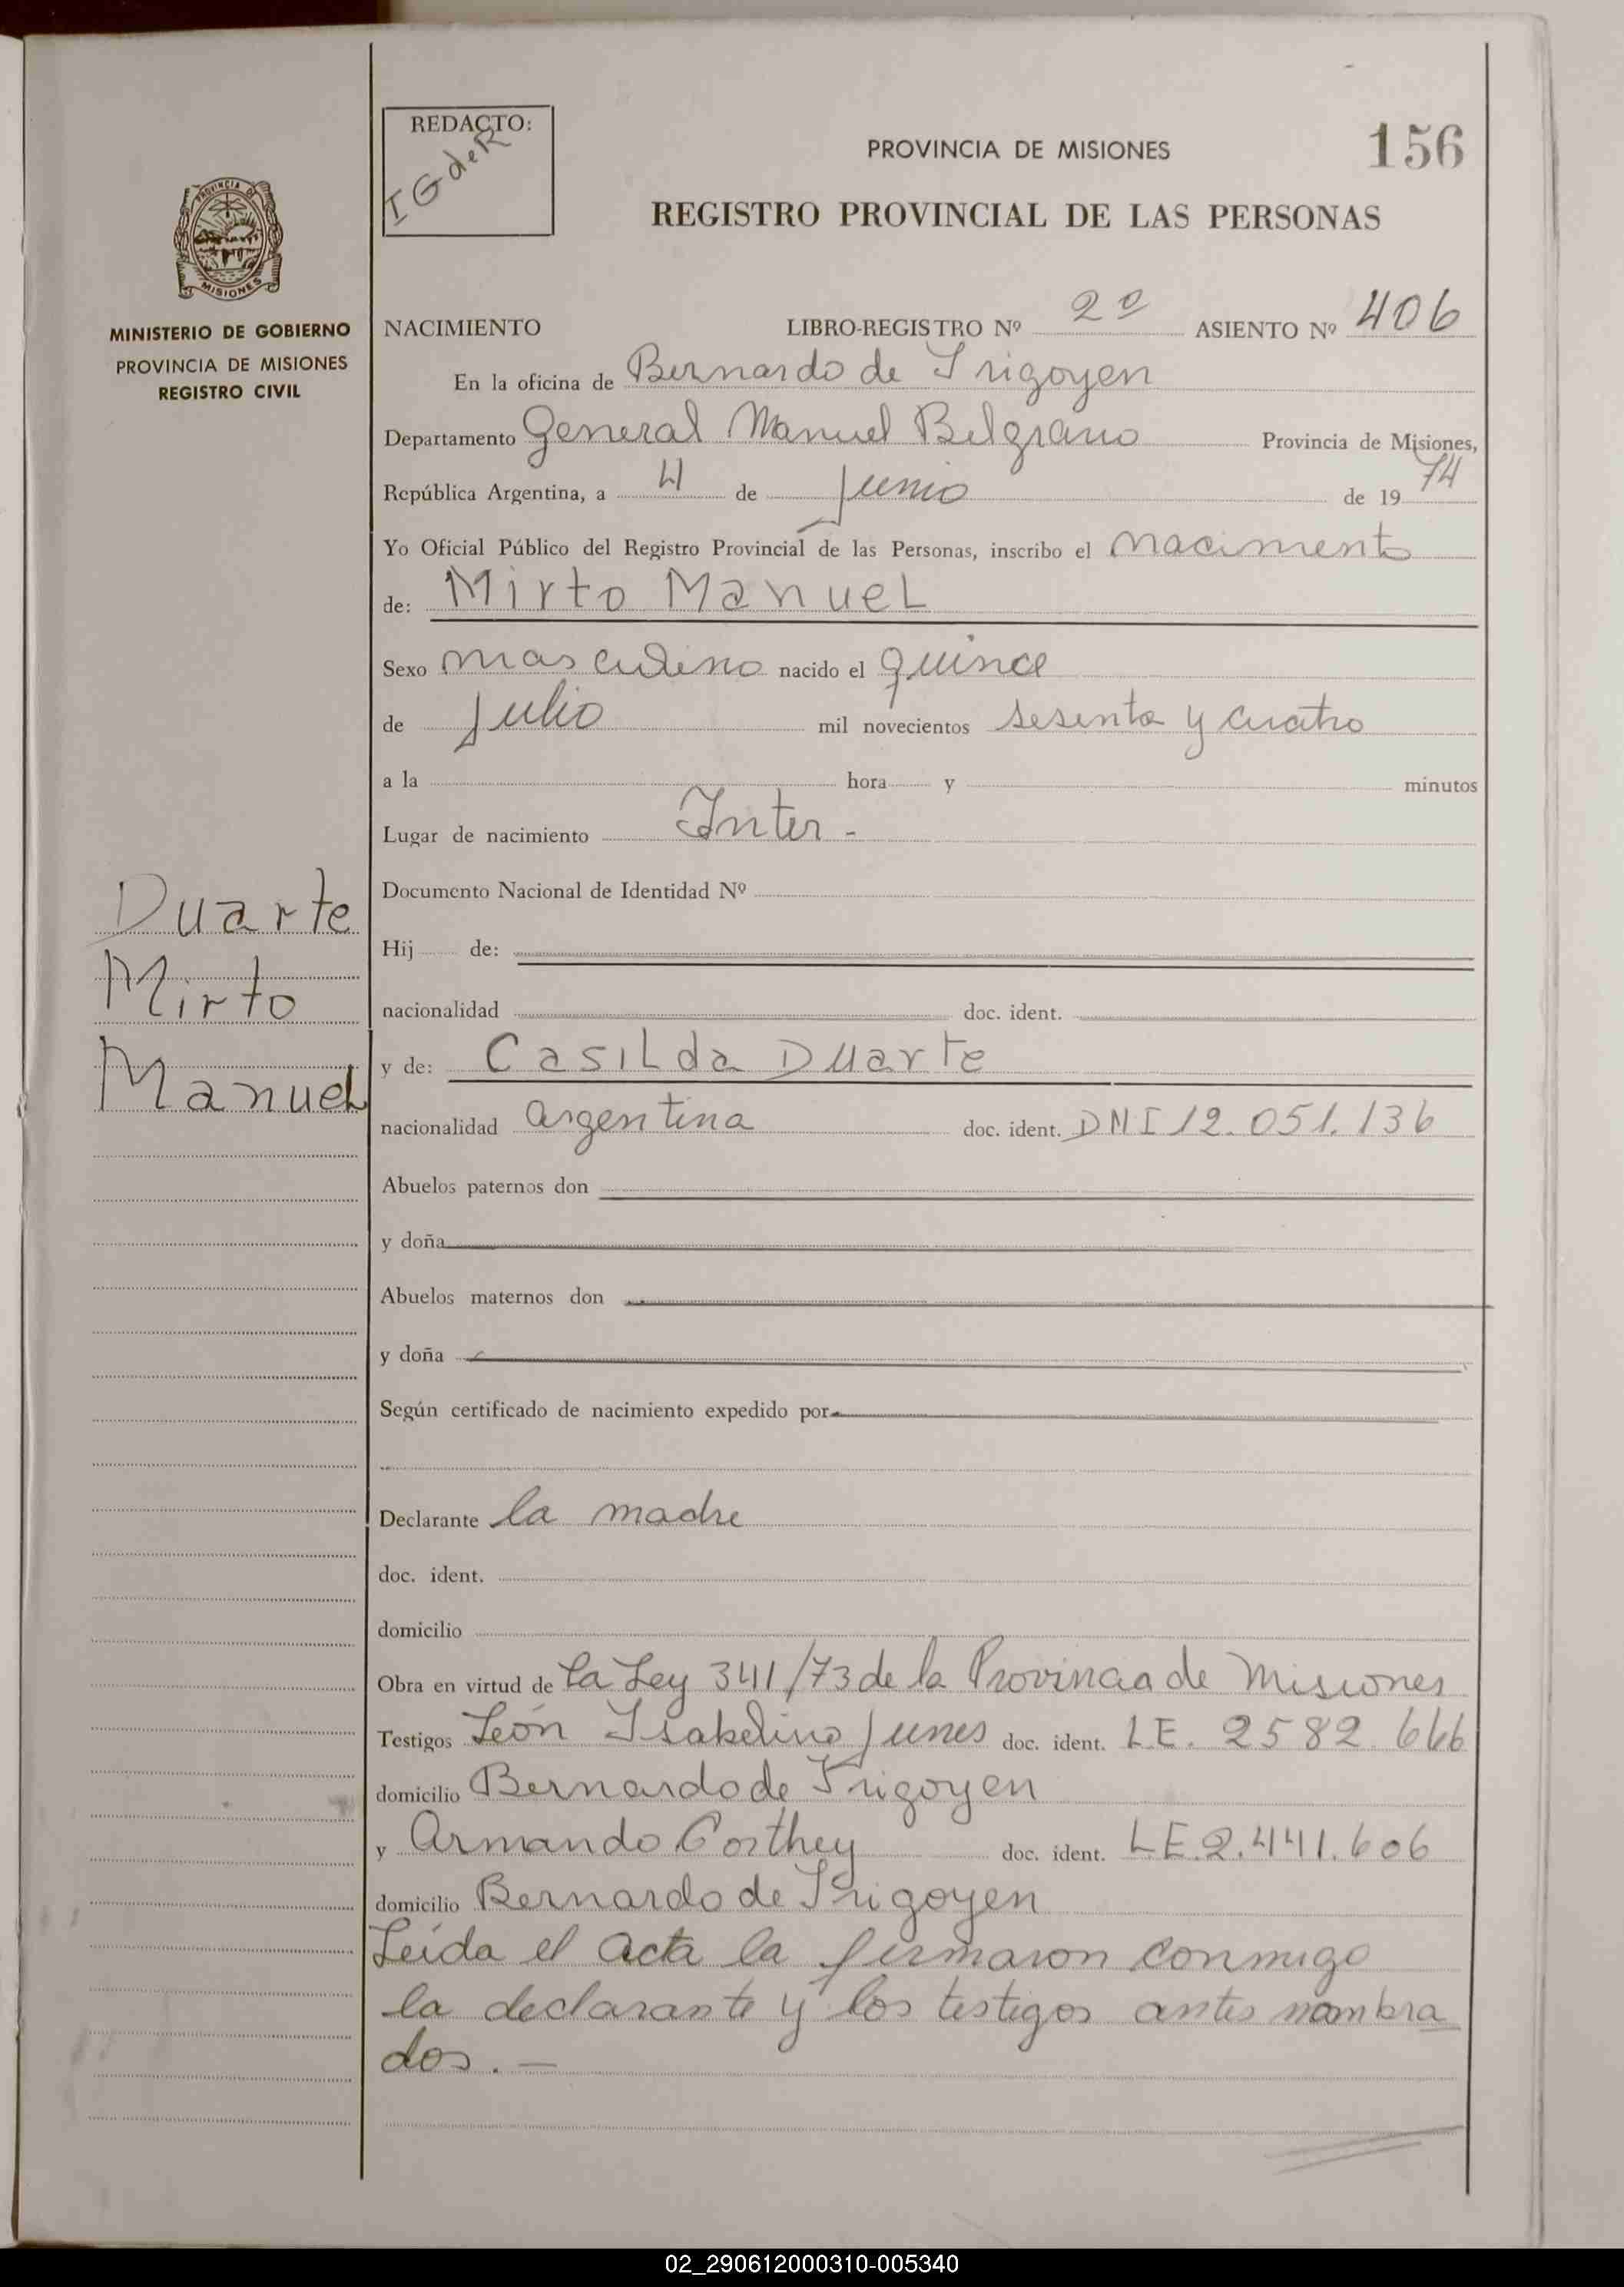 REDACTO:
IGdeR
PROVINCIA DE MISIONES
156
REGISTRO PROVINCIAL DE LAS PERSONAS
PROVINCIA DE
MISIONES
MINISTERIO DE GOBIERNO
PROVINCIA DE MISIONES
REGISTRO CIVIL
NACIMIENTO LIBRO-REGISTRO Nº 2º ASIENTO Nº 406
En la oficina de Bernardo de Irigoyen
Departamento General Manuel Belgrano Provincia de Misiones,
República Argentina, a 4 de Junio de 1974
Yo Oficial Público del Registro Provincial de las Personas, inscribo el nacimento
de: Mirto Manuel
Sexo masculino nacido el quince
de Julio mil novecientos sesenta y cuatro
a la hora y minutos
Lugar de nacimiento Inter -
Documento Nacional de Identidad Nº
Duarte
Mirto
Manuel
Hij de:
nacionalidad doc. ident.
y de: Casilda Duarte
nacionalidad argentina doc. ident. DNI 12.051.136
Abuelos paternos don
y doña
Abuelos maternos don
y doña
Según certificado de nacimiento expedido por
Declarante la madre
doc. ident.
domicilio
Obra en virtud de la Ley 341/73 de la Provincia de Misiones
Testigos León Isabelino Junes doc. ident. LE. 2582.666
domicilio Bernardo de Irigoyen
y Armando Corthey doc. ident. LE.2.441.606
domicilio Bernardo de Irigoyen
Leída el acta la firmaron conmigo
la declarante y los testigos antes nombra
dos. —
02_290612000310-005340